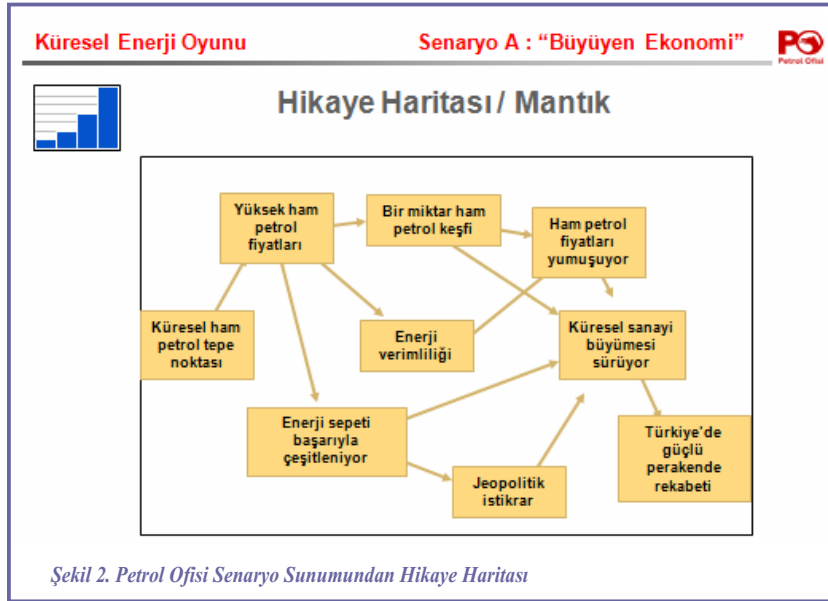 Küresel Enerji Oyunu
Senaryo A : “Büyüyen Ekonomi”
PO
Petrol Ofisi
Hikaye Haritası / Mantık
Yüksek ham
petrol
fiyatları
Bir miktar ham
petrol keşfi
Ham petrol
fiyatları
yumuşuyor
Küresel ham
petrol tepe
noktası
Enerji
verimliliği
Küresel sanayi
büyümesi
sürüyor
Enerji sepeti
başarıyla
çeşitleniyor
Jeopolitik
istikrar
Türkiye'de
güçlü
perakende
rekabeti
Şekil 2. Petrol Ofisi Senaryo Sunumundan Hikaye Haritası